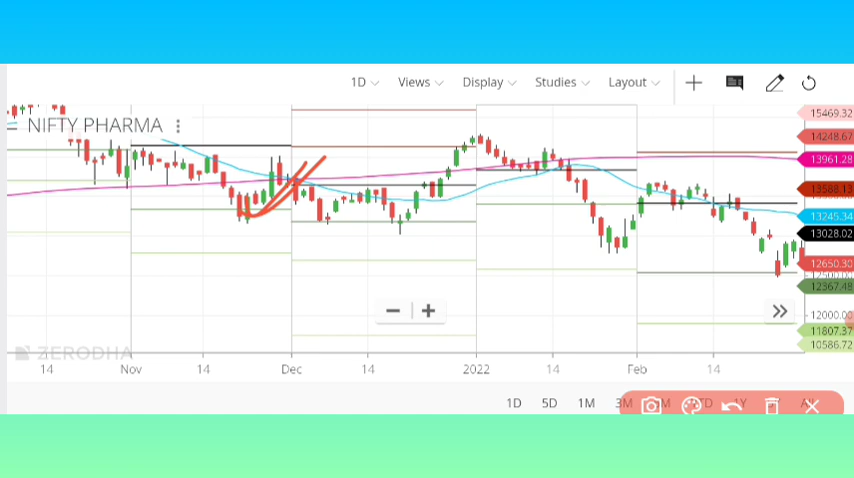 1D Views Display Studies Layout
15469.32
NIFTY PHARMA
14248.67
13961.28
13588.13
13245.34
13028.02
12650.30
12367.48
12000.00
11807.37
ZERODHA
10586.72
14 Nov 14 Dec 14 2022 14 Feb 14
1D 5D 1M 3M 1Y